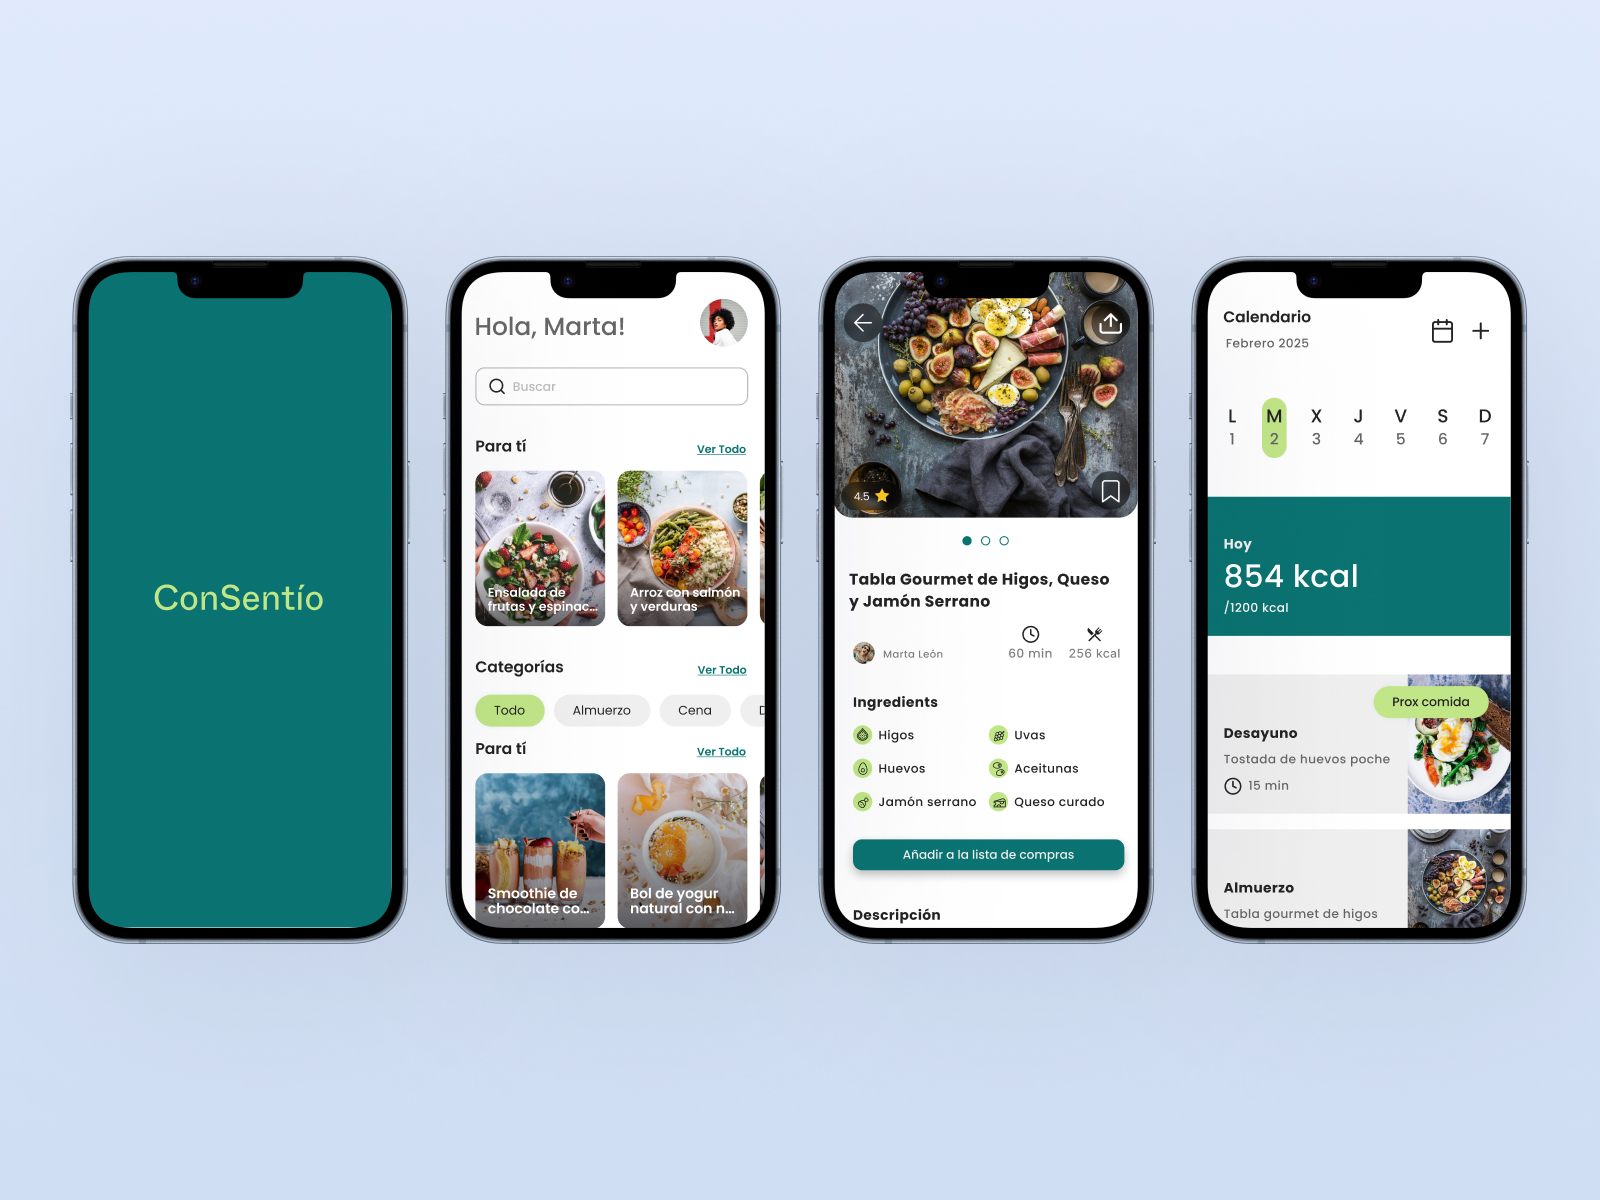 ConSentío
Hola, Marta!
Buscar
Para tí
Ver Todo
Ensalada de
frutas y espinac...
Arroz con salmón
y verduras
Categorías
Ver Todo
Todo
Almuerzo
Cena
D
Para tí
Ver Todo
Smoothie de
chocolate co...
Bol de yogur
natural con n...
4.5
Tabla Gourmet de Higos, Queso
y Jamón Serrano
Marta León
60 min
256 kcal
Ingredients
Higos
Uvas
Huevos
Aceitunas
Jamón serrano
Queso curado
Añadir a la lista de compras
Descripción
Calendario
Febrero 2025
L M X J V S D
1 2 3 4 5 6 7
Hoy
854 kcal
/1200 kcal
Prox comida
Desayuno
Tostada de huevos poche
15 min
Almuerzo
Tabla gourmet de higos